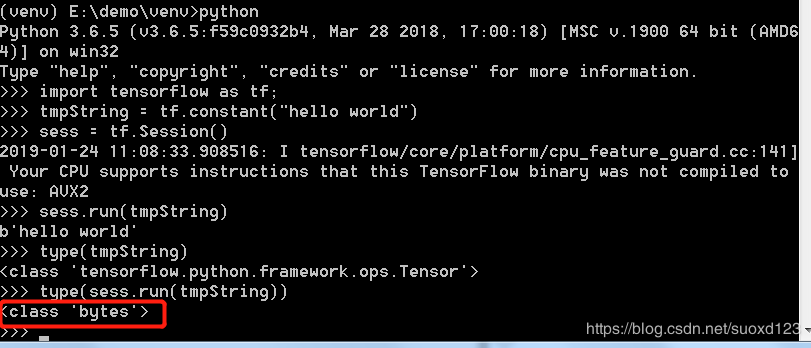 (venv) E:\demo\venv>python
Python 3.6.5 (v3.6.5:f59c0932b4, Mar 28 2018, 17:00:18) [MSC v.1900 64 bit (AMD6
4)] on win32
Type "help", "copyright", "credits" or "license" for more information.
>>> import tensorflow as tf;
>>> tmpString = tf.constant("hello world")
>>> sess = tf.Session()
2019-01-24 11:08:33.908516: I tensorflow/core/platform/cpu_feature_guard.cc:141]
 Your CPU supports instructions that this TensorFlow binary was not compiled to
use: AVX2
>>> sess.run(tmpString)
b'hello world'
>>> type(tmpString)
<class 'tensorflow.python.framework.ops.Tensor'>
>>> type(sess.run(tmpString))
<class 'bytes'>
>>>
https://blog.csdn.net/suoxd123